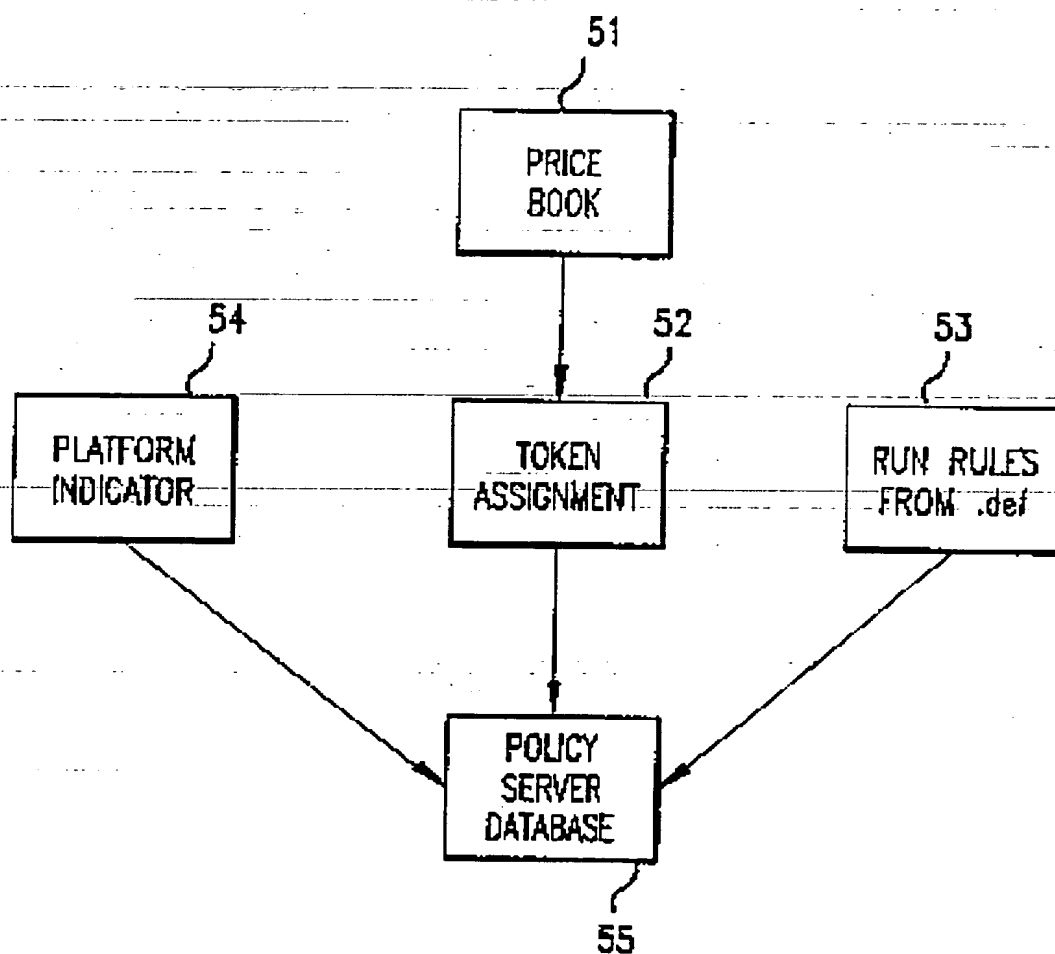 51
PRICE
BOOK
54
52
53
PLATFORM
INDICATOR
TOKEN
ASSIGNMENT
RUN RULES
FROM .def
POLICY
SERVER
DATABASE
55